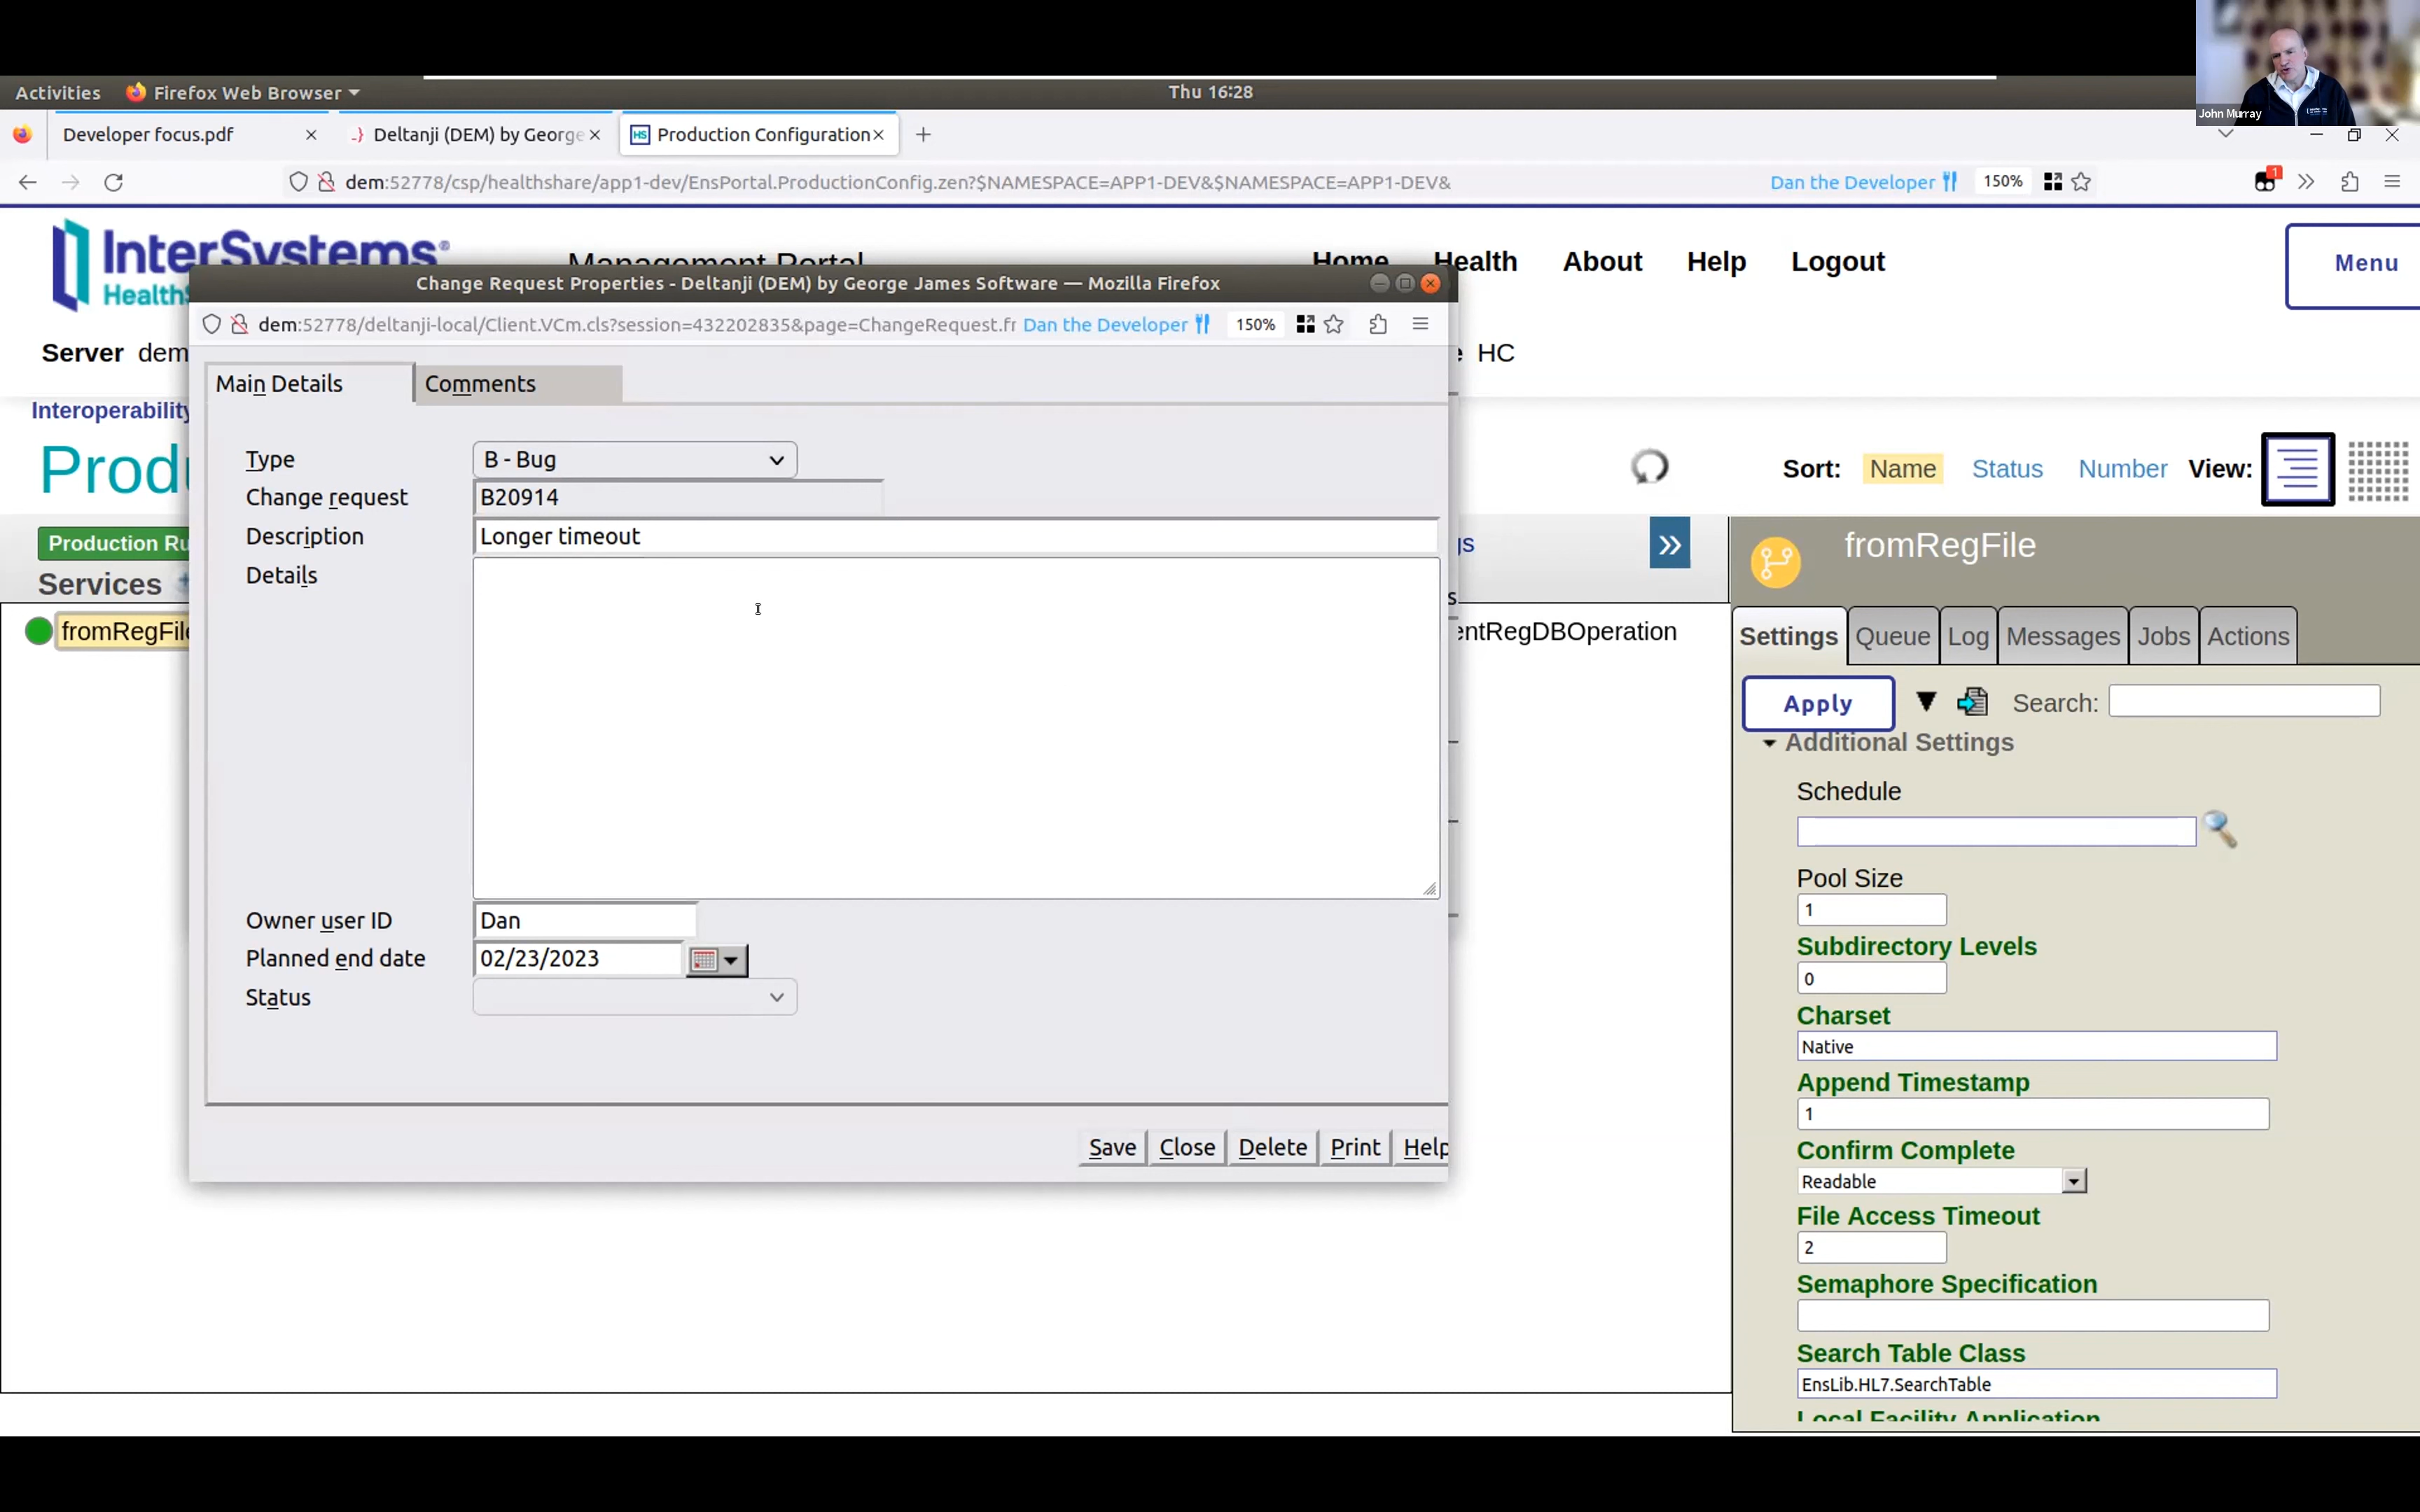 John Murray
Activities Firefox Web Browser Thu 16:28
Developer focus.pdf Deltanji (DEM) by George Production Configuration
dem:52778/csp/healthshare/app1-dev/EnsPortal.ProductionConfig.zen?$NAMESPACE=APP1-DEV&$NAMESPACE=APP1-DEV& Dan the Developer 150% 1
InterSystems® Management Portal Home Health About Help Logout Menu
HealthS
Change Request Properties - Deltanji (DEM) by George James Software — Mozilla Firefox
dem:52778/deltanji-local/Client.VCm.cls?session=432202835&page=ChangeRequest.fr Dan the Developer 150%
Server dem HC
Main Details Comments
Interoperability
Produ
Type B - Bug
Change request B20914
Description Longer timeout
Details
Owner user ID Dan
Planned end date 02/23/2023
Status
Save Close Delete Print Help
Sort: Name Status Number View:
Production Ru gs
Services s
fromRegFile entRegDBOperation
fromRegFile
Settings Queue Log Messages Jobs Actions
Apply Search:
Additional Settings
Schedule
Pool Size
1
Subdirectory Levels
0
Charset
Native
Append Timestamp
1
Confirm Complete
Readable
File Access Timeout
2
Semaphore Specification
Search Table Class
EnsLib.HL7.SearchTable
Local Facility Application